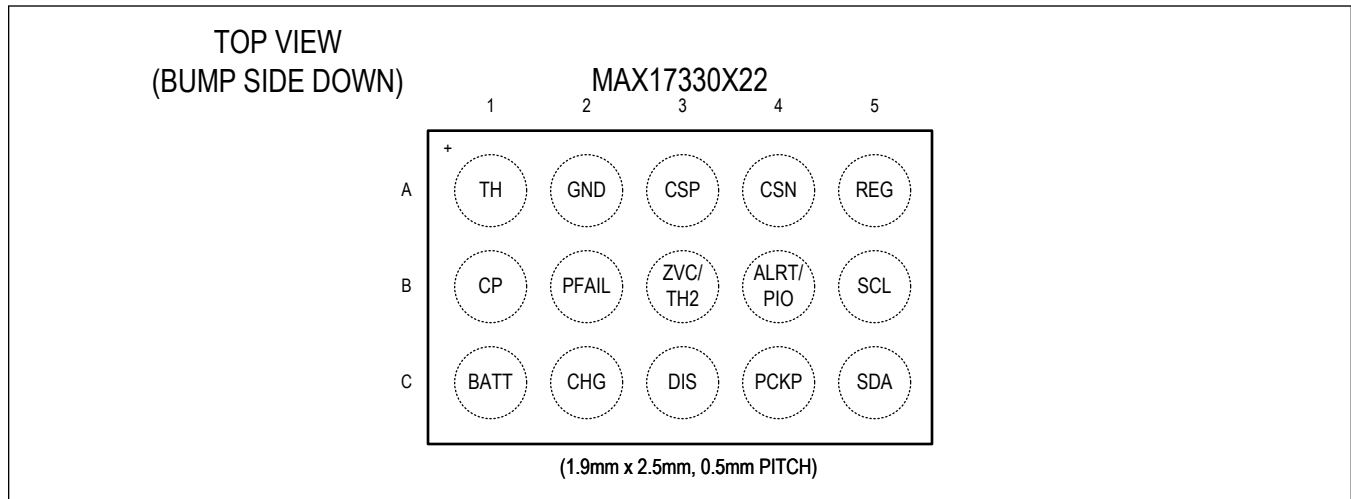 TOP VIEW
(BUMP SIDE DOWN)
MAX17330X22
1 2 3 4 5
+
A TH GND CSP CSN REG
B CP PFAIL ZVC/ ALRT/ SCL
TH2 PIO
C BATT CHG DIS PCKP SDA
(1.9mm x 2.5mm, 0.5mm PITCH)